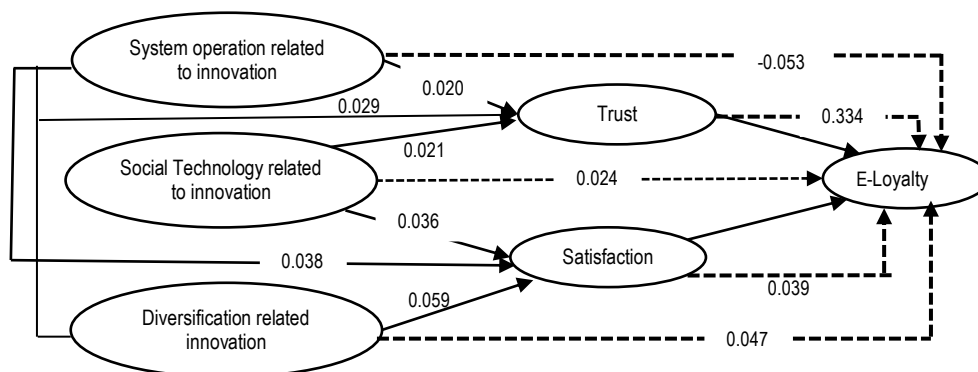 System operation related
to innovation
-0.053
0.020
0.029
Trust
0.334
0.021
Social Technology related
to innovation
0.024
E-Loyalty
0.036
0.038
Satisfaction
0.039
0.059
Diversification related
innovation
0.047